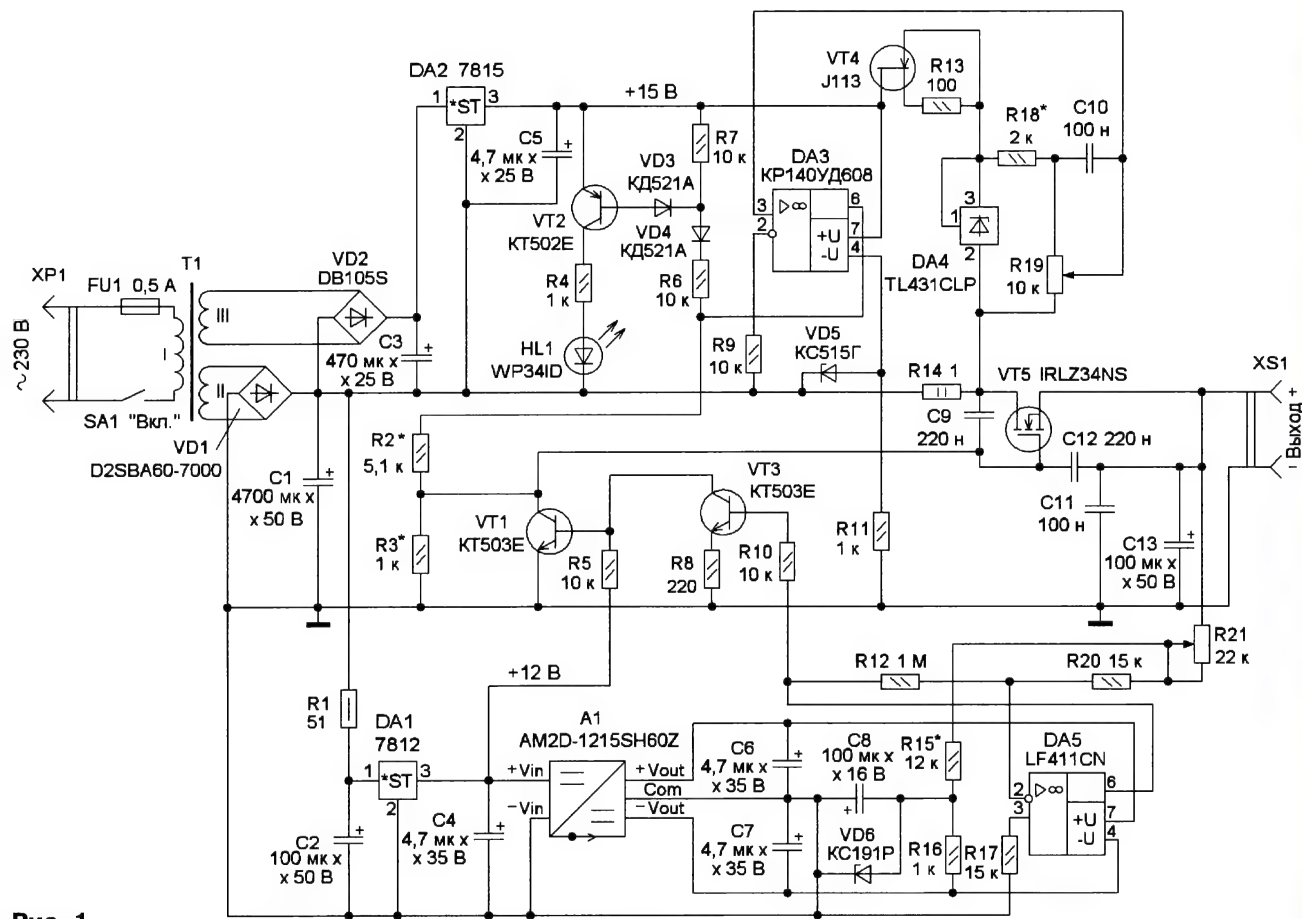 DA2 7815
1
*ST
3
2
+15 В
C5
4,7 мк х
х 25 В
VT2
КТ502Е
VD3
КД521А
VD4
КД521А
R7
10 к
R6
10 к
R4
1 к
HL1
WP34ID
VT4
J113
R13
100
R18*
2 к
C10
100 н
DA3
КР140УД608
3
2
▷∞
+U
-U
6
7
4
3
1
2
DA4
TL431CLP
R19
10 к
XP1
FU1 0,5 А
T1
VD2
DB105S
~230 В
I
III
II
SA1 "Вкл."
VD1
D2SBA60-7000
C3
470 мк х
х 25 В
R9
10 к
VD5
КС515Г
R14 1
VT5 IRLZ34NS
XS1
+
Выход
−
C9
220 н
C12 220 н
C11
100 н
C13
100 мк х
х 50 В
C1
4700 мк х
х 50 В
R2*
5,1 к
R3*
1 к
VT1
КТ503Е
VT3
КТ503Е
R5
10 к
R8
220
R10
10 к
R11
1 к
R21
22 к
R12 1 М
R20 15 к
+12 В
R1
51
DA1
7812
1
*ST
3
2
C2
100 мк х
х 50 В
C4
4,7 мк х
х 35 В
A1
AM2D-1215SH60Z
+Vin
−Vin
+Vout
Com
−Vout
C6
4,7 мк х
х 35 В
C7
4,7 мк х
х 35 В
C8
100 мк х
х 16 В
VD6
КС191Р
R15*
12 к
R16
1 к
R17
15 к
DA5
LF411CN
2
3
▷∞
+U
-U
6
7
4
Рис. 1